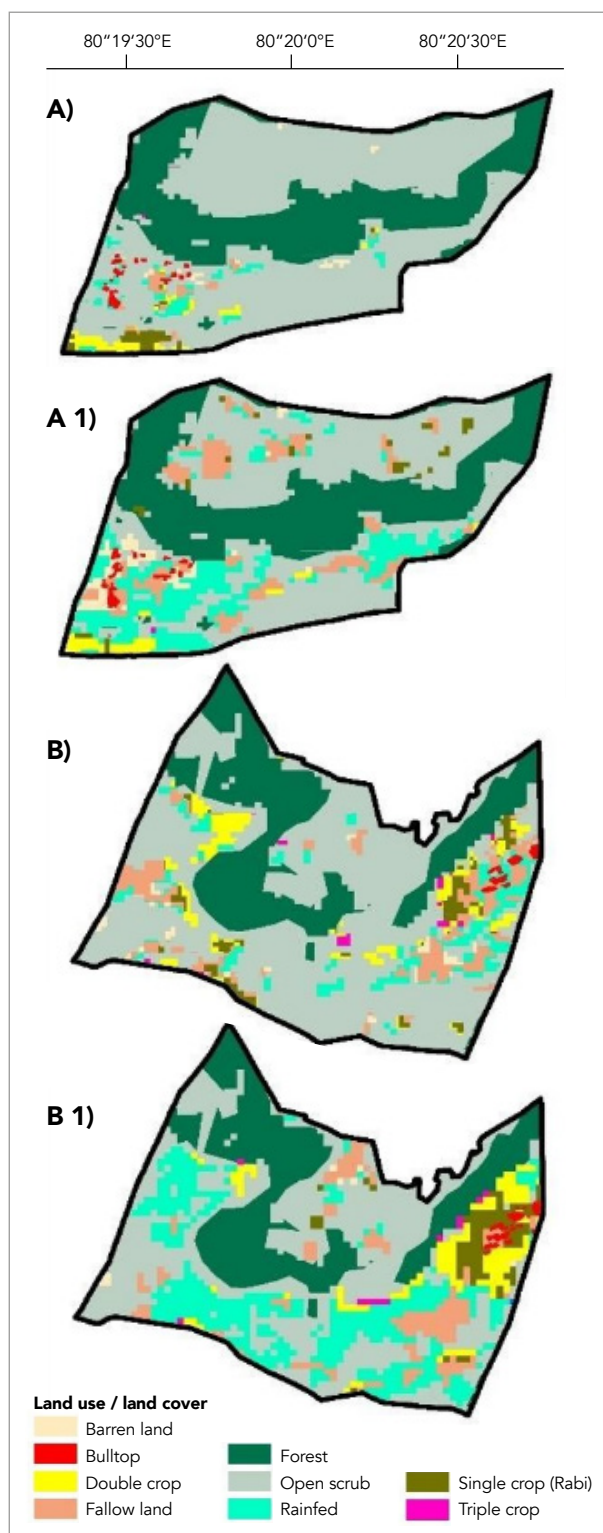 80"19'30"E 80"20'0"E 80"20'30"E
A)
A 1)
B)
B 1)
Land use / land cover
Barren land
Bulltop Forest
Double crop Open scrub Single crop (Rabi)
Fallow land Rainfed Triple crop